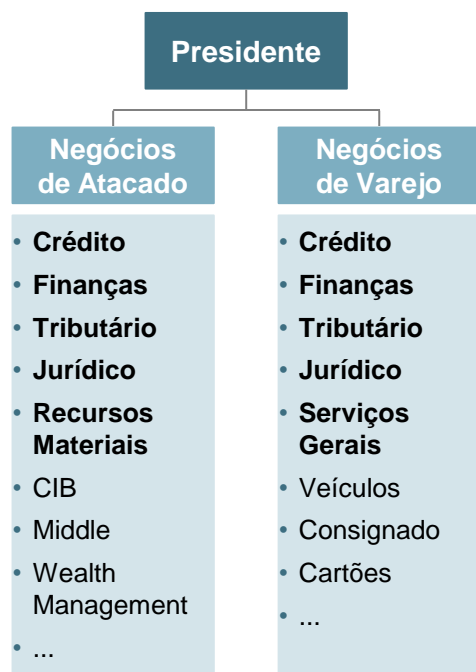 Presidente
Negócios
de Atacado
• Crédito
• Finanças
• Tributário
• Jurídico
• Recursos
Materiais
• CIB
• Middle
• Wealth
Management
• ...
Negócios
de Varejo
• Crédito
• Finanças
• Tributário
• Jurídico
• Serviços
Gerais
• Veículos
• Consignado
• Cartões
• ...